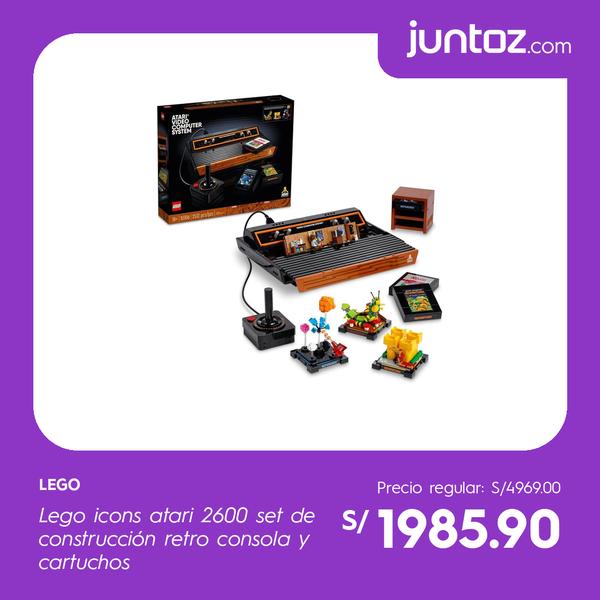 juntoz.com
ATARI®
VIDEO
COMPUTER
SYSTEM
LEGO
LEGO
Precio regular: S/4969.00
Lego icons atari 2600 set de
construcción retro consola y
cartuchos
S/1985.90